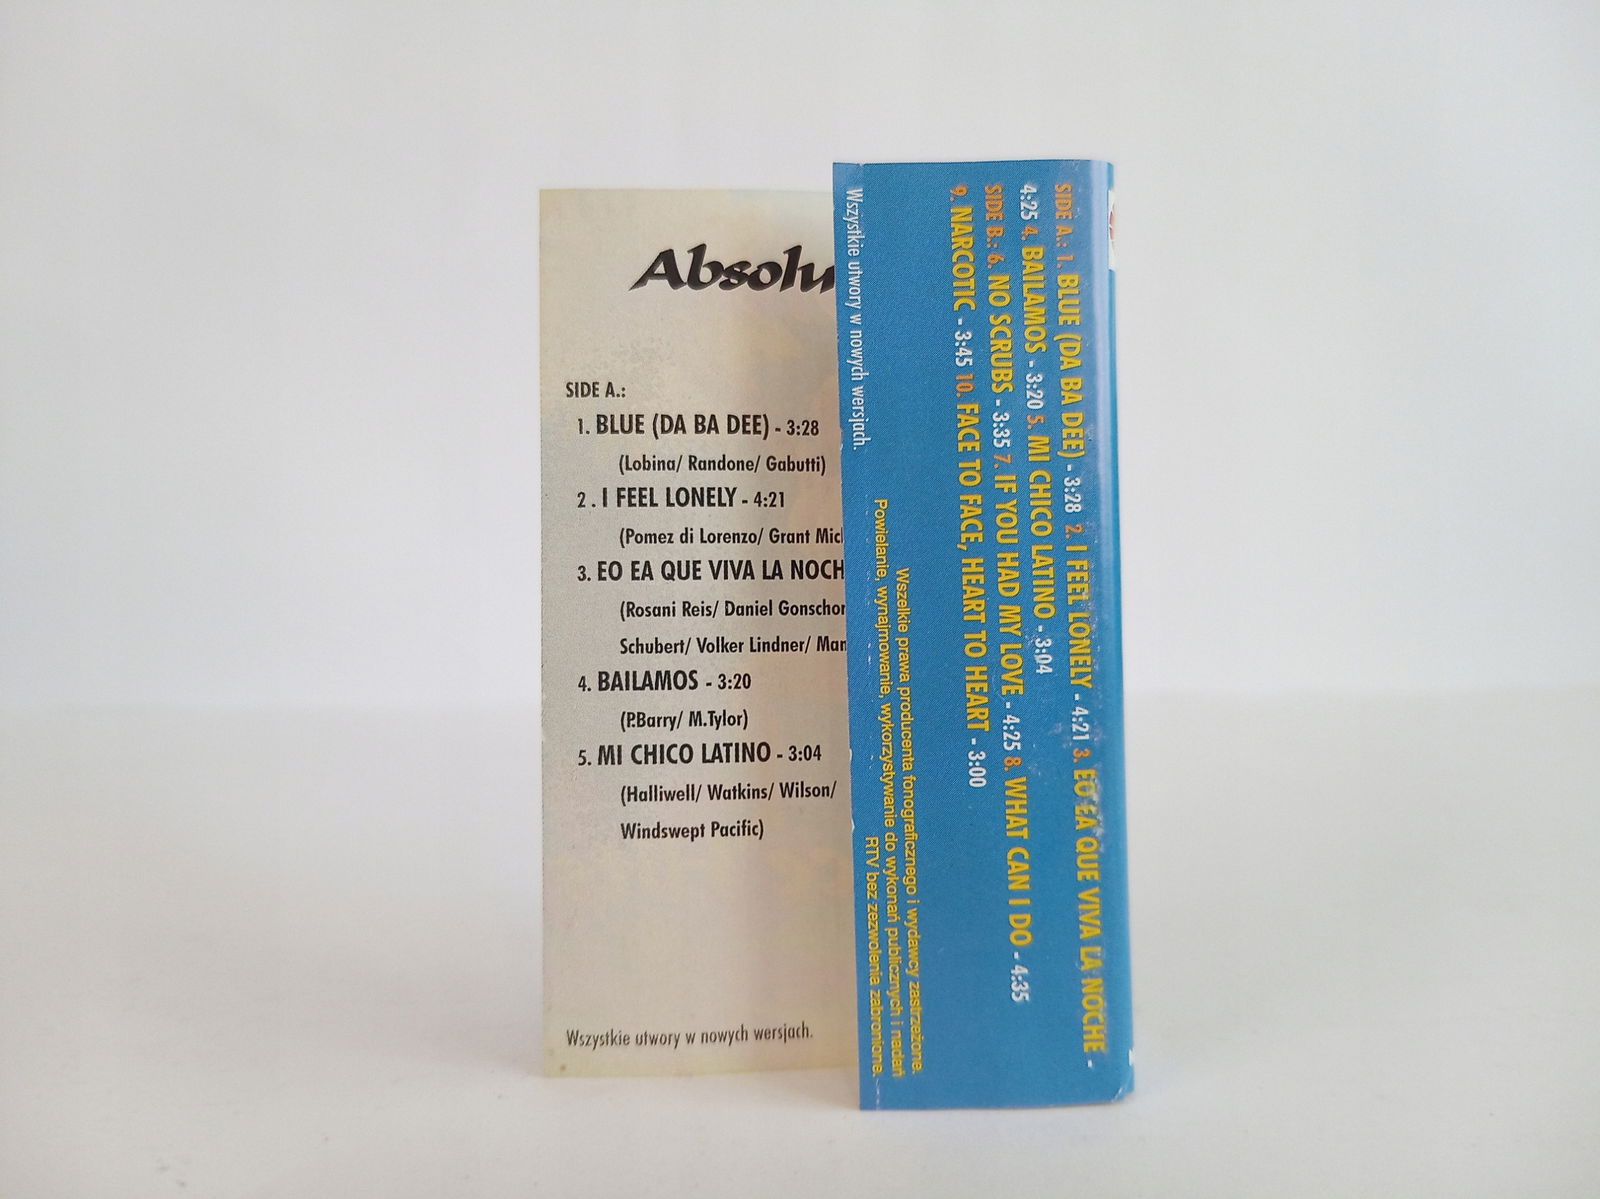 Absolu
SIDE A.:
1. BLUE (DA BA DEE) - 3:28
(Lobina/ Randone/ Gabutti)
2 . I FEEL LONELY - 4:21
(Pomez di Lorenzo/ Grant Mic
3. EO EA QUE VIVA LA NOCH
(Rosani Reis/ Daniel Gonschor
Schubert/ Volker Lindner/ Mar
4. BAILAMOS - 3:20
(P.Barry/ M.Tylor)
5. MI CHICO LATINO - 3:04
(Halliwell/ Watkins/ Wilson/
Windswept Pacific)
Wszystkie utwory w nowych wersjach.
SIDE A.: 1. BLUE (DA BA DEE) - 3:28 2. I FEEL LONELY - 4:21 3. EO EA QUE VIVA LA NOCHE -
4:25 4. BAILAMOS - 3:20 5. MI CHICO LATINO - 3:04
SIDE B.: 6. NO SCRUBS - 3:35 7. IF YOU HAD MY LOVE - 4:25 8. WHAT CAN I DO - 4:35
9. NARCOTIC - 3:45 10. FACE TO FACE, HEART TO HEART - 3:00
Wszelkie prawa producenta fonograficznego i wydawcy zastrzeżone.
Powielanie, wynajmowanie, wykorzystywanie do wykonań publicznych i nadań
RTV bez zezwolenia zabronione.
Wszystkie utwory w nowych wersjach.